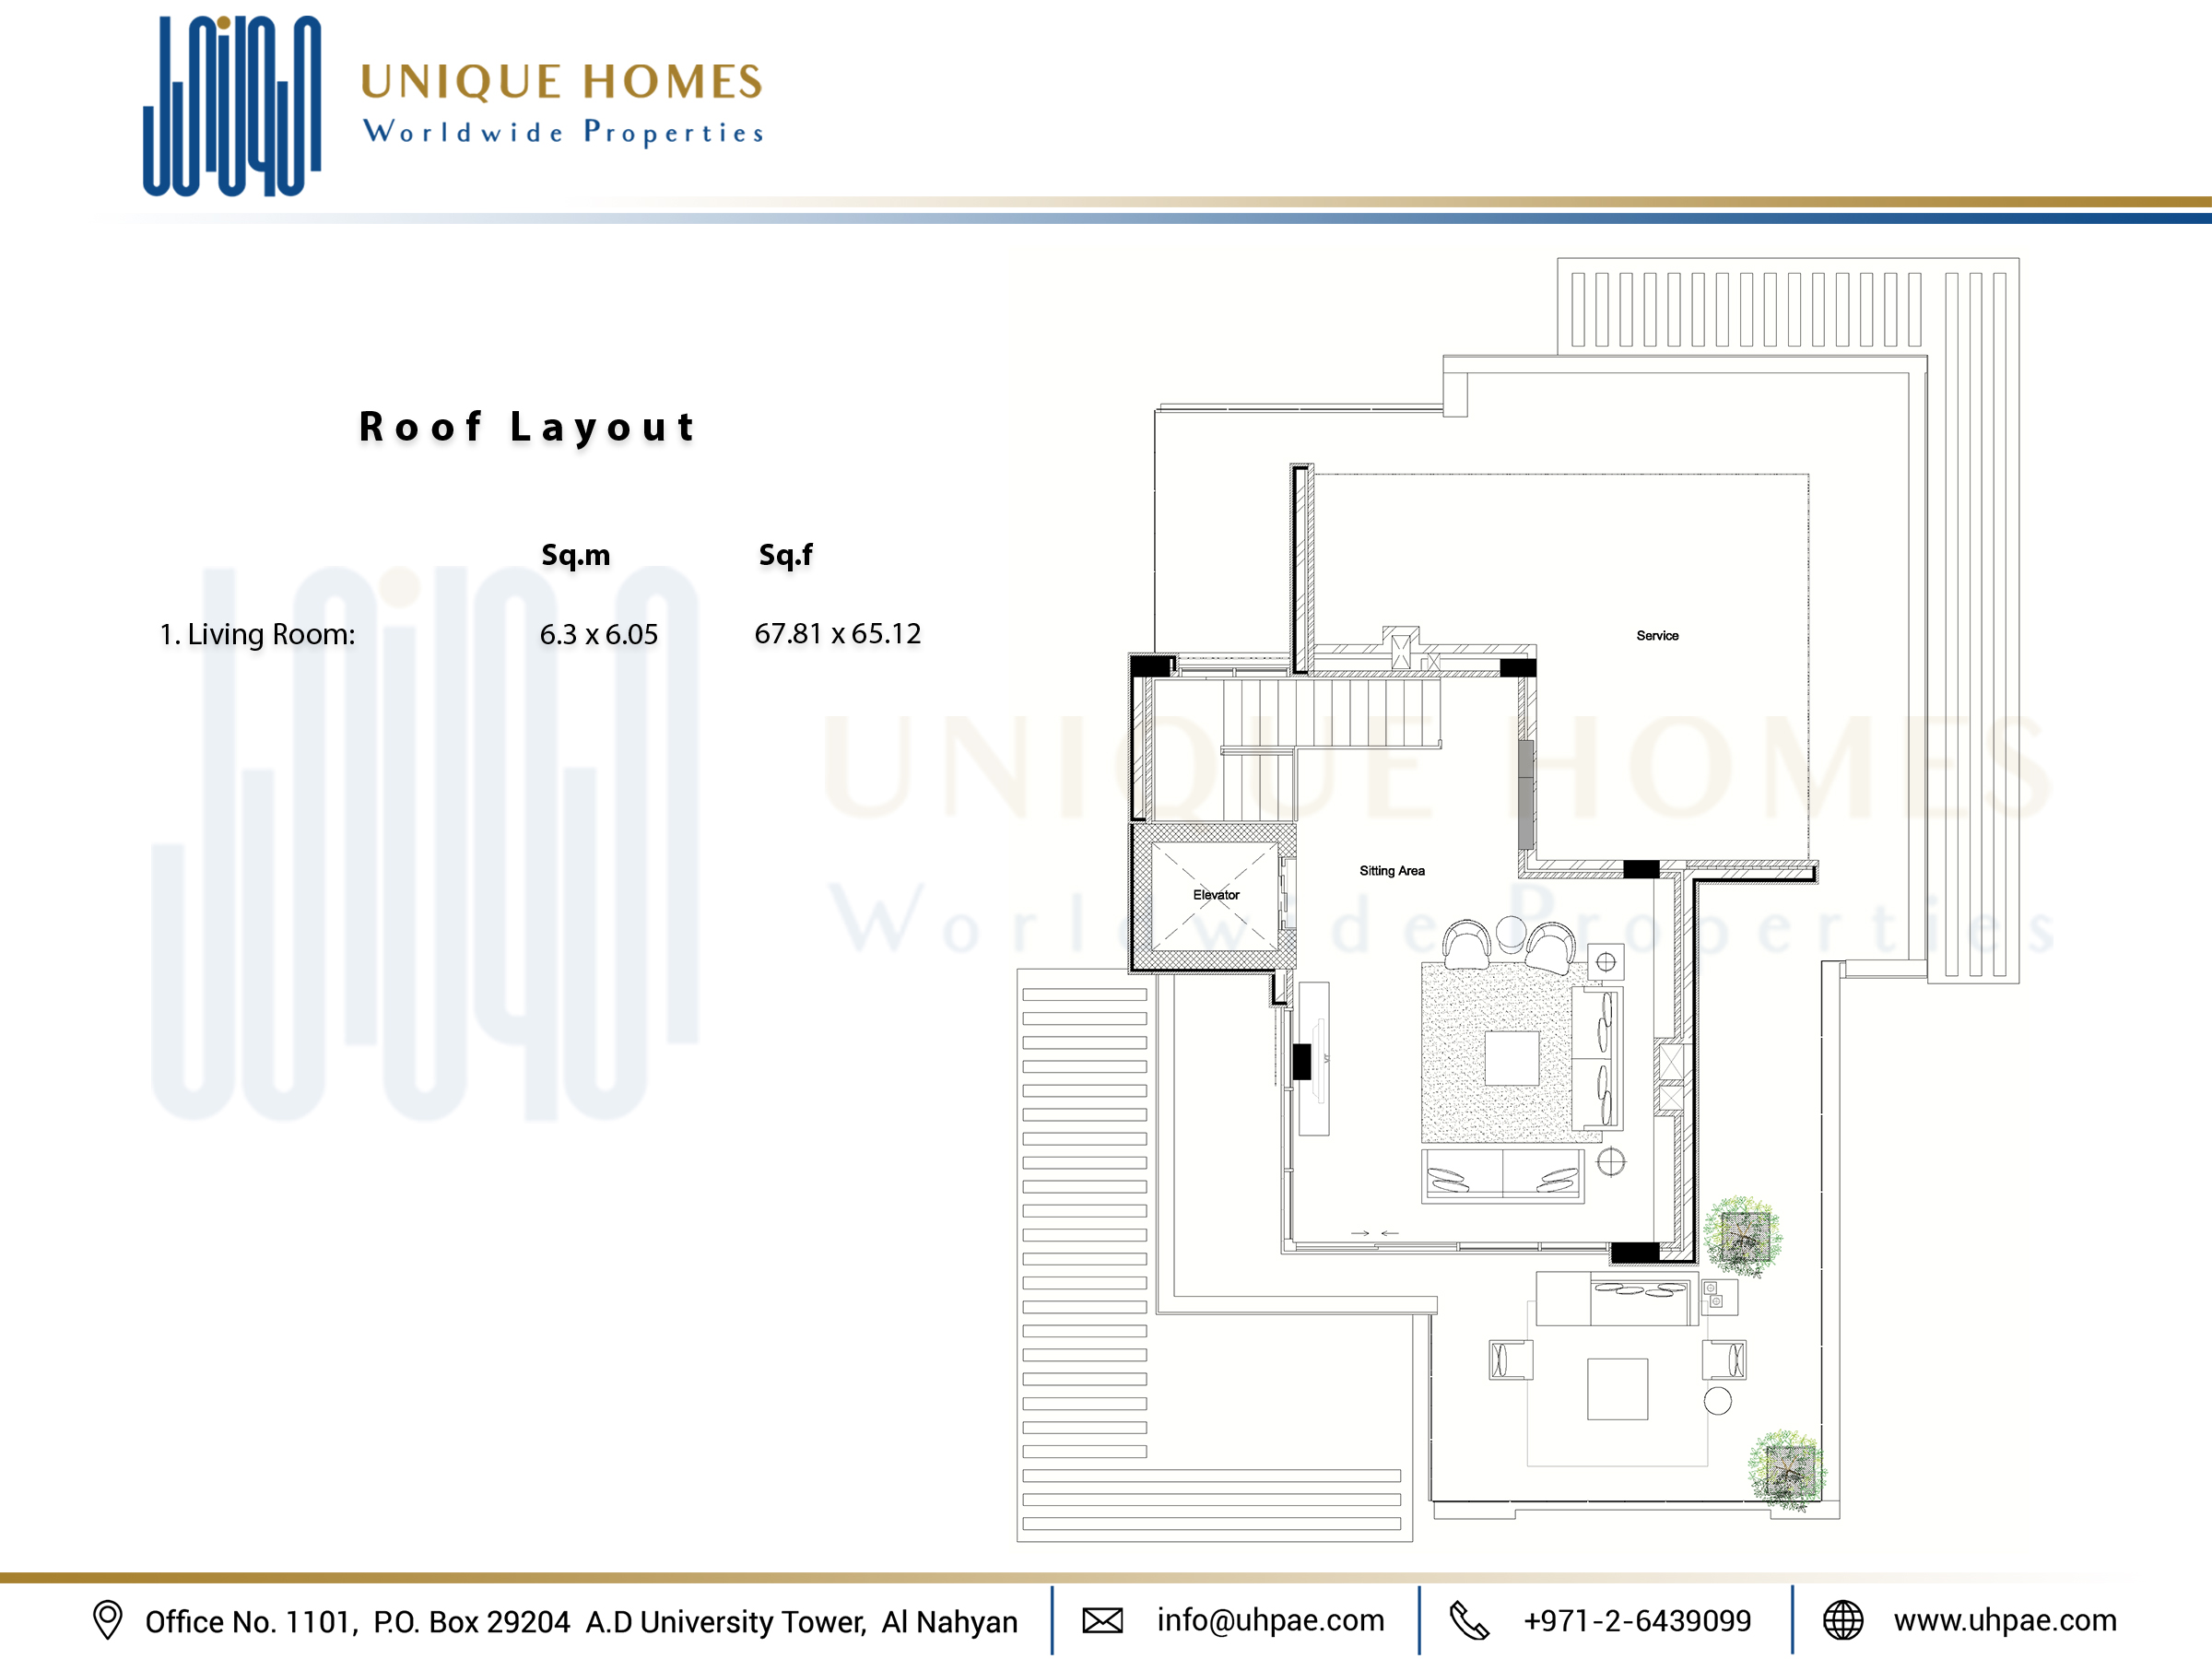 UNIQUE HOMES
Worldwide Properties
Roof Layout
Sq.m Sq.f
1. Living Room: 6.3 x 6.05 67.81 x 65.12
Service
Sitting Area
Elevator
UNIQUE HOMES
Worldwide Properties
Office No. 1101, P.O. Box 29204 A.D University Tower, Al Nahyan
info@uhpae.com
+971-2-6439099
www.uhpae.com